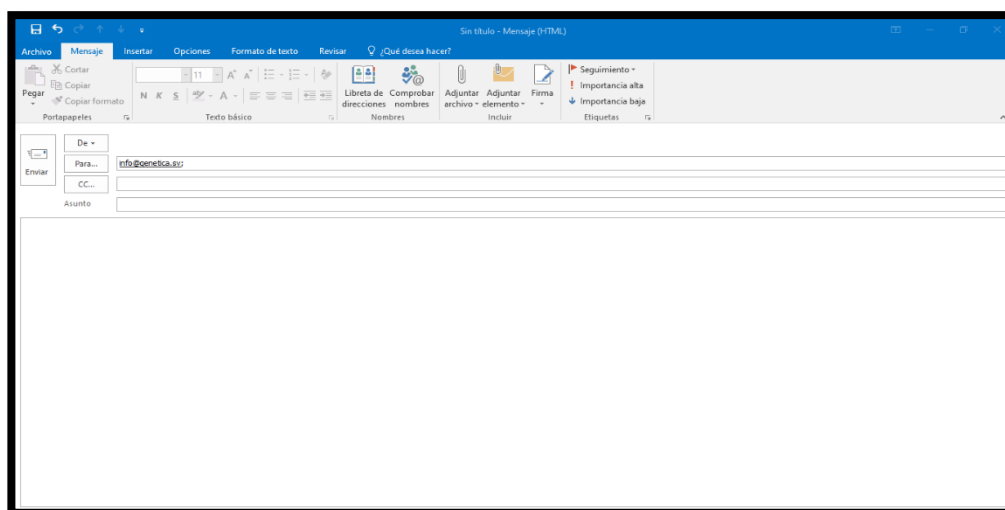 Sin título - Mensaje (HTML)
Archivo Mensaje Insertar Opciones Formato de texto Revisar ¿Qué desea hacer?
Pegar
Cortar
Copiar
Copiar formato
Portapapeles
11
N K S
Texto básico
Libreta de direcciones
Comprobar nombres
Nombres
Adjuntar archivo
Adjuntar elemento
Firma
Incluir
Seguimiento
Importancia alta
Importancia baja
Etiquetas
Enviar
De
Para... info@genetica.sv;
CC...
Asunto